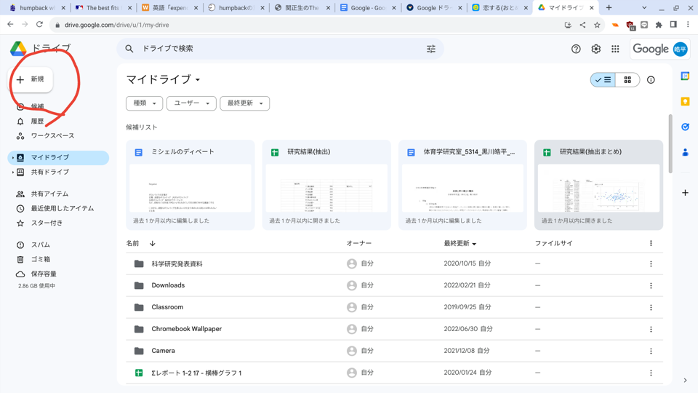 humpback w
The best fitn
英語「exper
humpbackの
関正生のThe
Google - Goo
Google ドライ
恋する(おと
マイドライブ
drive.google.com/drive/u/1/my-drive
ドライブ
ドライブで検索
Google
皓平
新規
候補
履歴
ワークスペース
マイドライブ
共有ドライブ
共有アイテム
最近使用したアイテム
スター付き
スパム
ゴミ箱
保存容量
2.86 GB 使用中
マイドライブ
種類
ユーザー
最終更新
候補リスト
ミシェルのディベート
過去 1 か月以内に編集しました
研究結果(抽出)
過去 1 か月以内に開きました
体育学研究室_5314_黒川皓平_...
過去 1 か月以内に編集しました
研究結果(抽出まとめ)
過去 1 か月以内に開きました
名前 オーナー 最終更新 ファイルサイ
科学研究発表資料 自分 2020/10/15 自分 —
Downloads 自分 2022/02/21 自分 —
Classroom 自分 2019/09/25 自分 —
Chromebook Wallpaper 自分 2022/06/30 自分 —
Camera 自分 2021/12/08 自分 —
Σレポート 1-2 17 - 横棒グラフ 1 自分 2020/01/24 自分 —